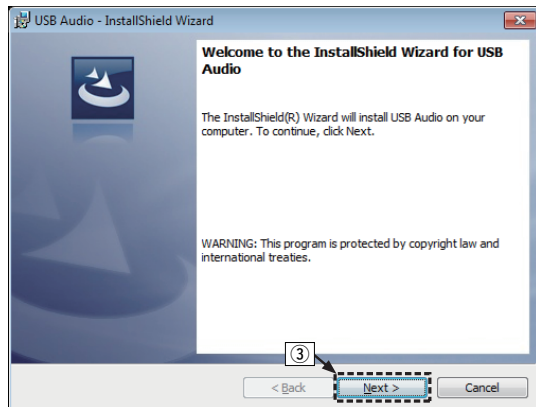 USB Audio - InstallShield Wizard
Welcome to the InstallShield Wizard for USB
Audio
The InstallShield(R) Wizard will install USB Audio on your
computer. To continue, click Next.
WARNING: This program is protected by copyright law and
international treaties.
③
< Back
Next >
Cancel